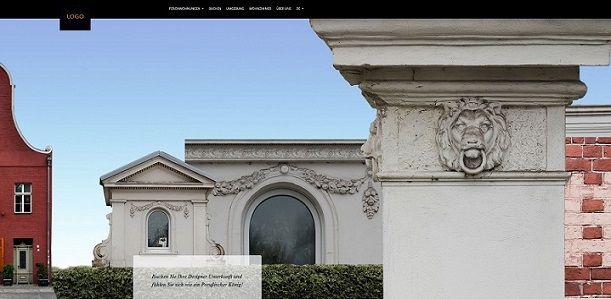 LOGO
FERIENWOHNUNGEN BUCHEN UMGEBUNG WOHNZIMMER ÜBER UNS DE
Buchen Sie Ihre Designer-Unterkunft und
fühlen Sie sich wie ein Preußischer König!